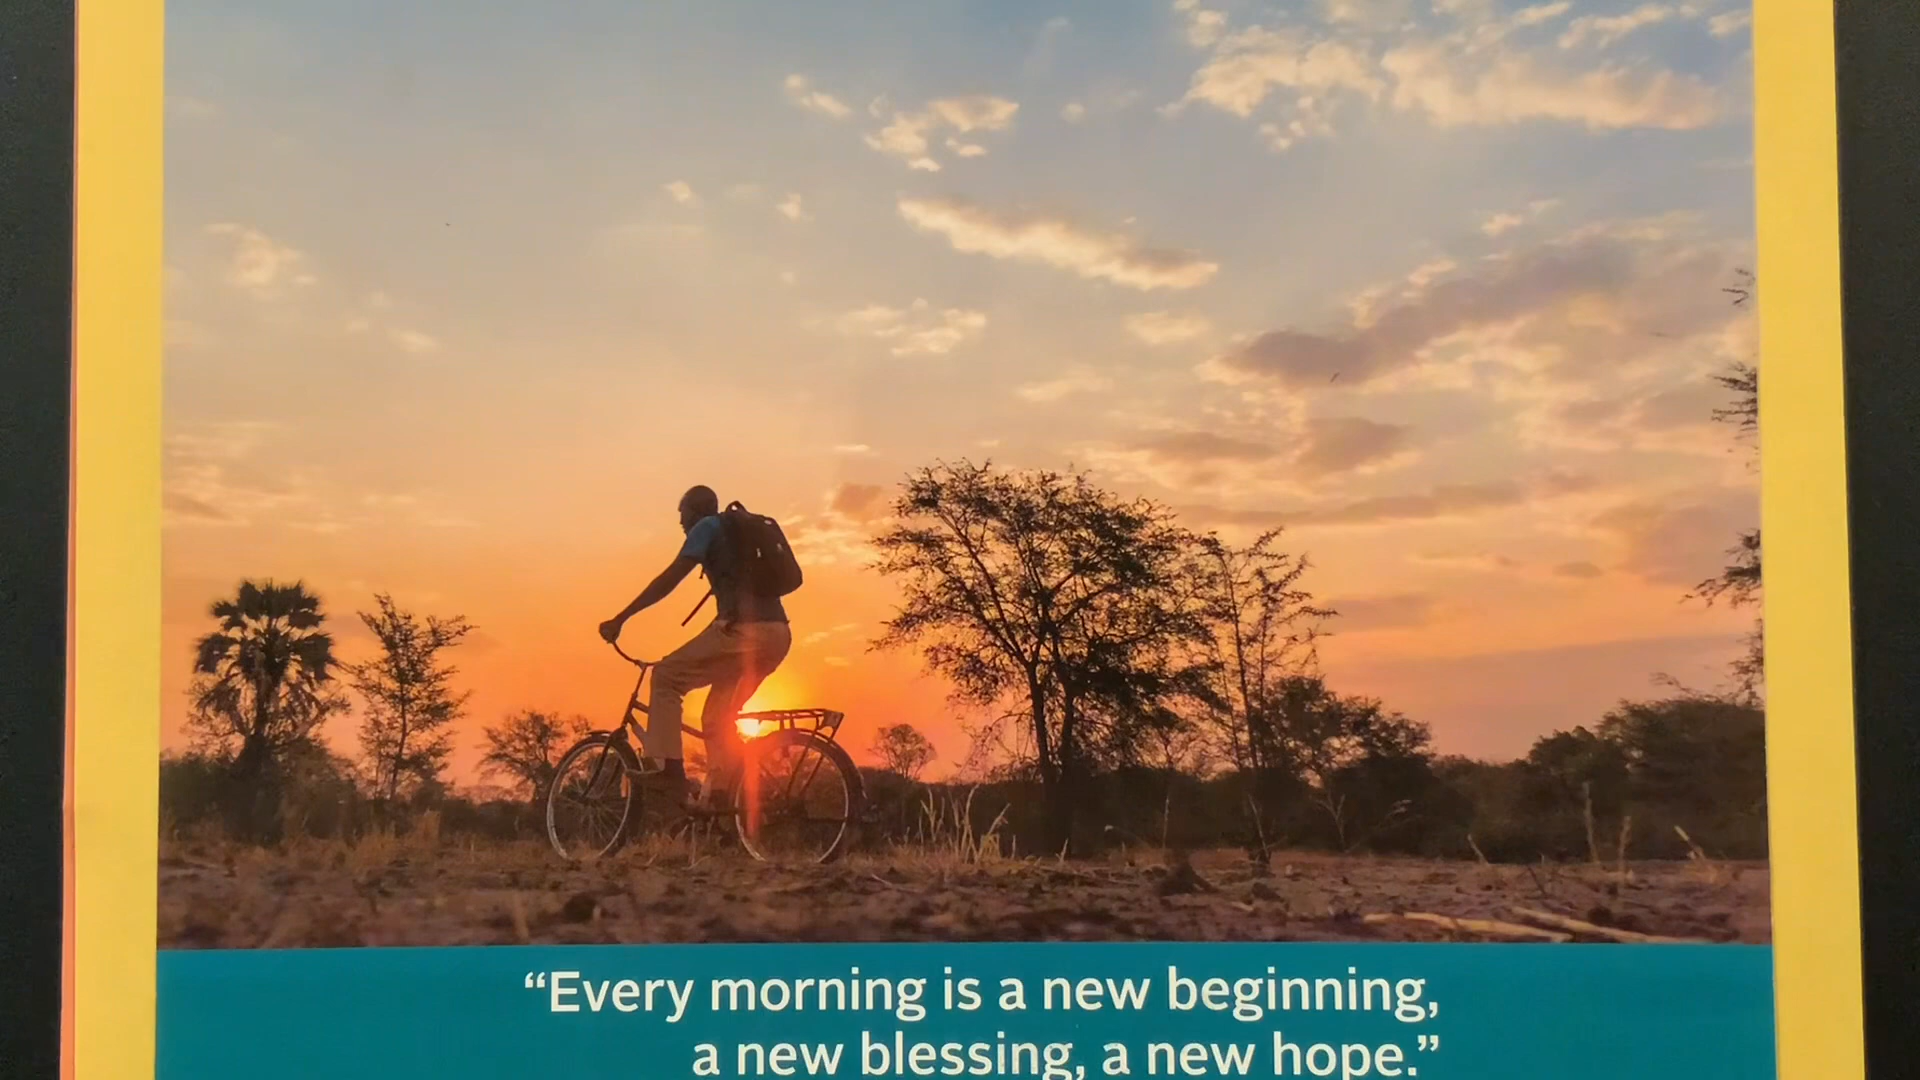 “Every morning is a new beginning,
a new blessing, a new hope.”